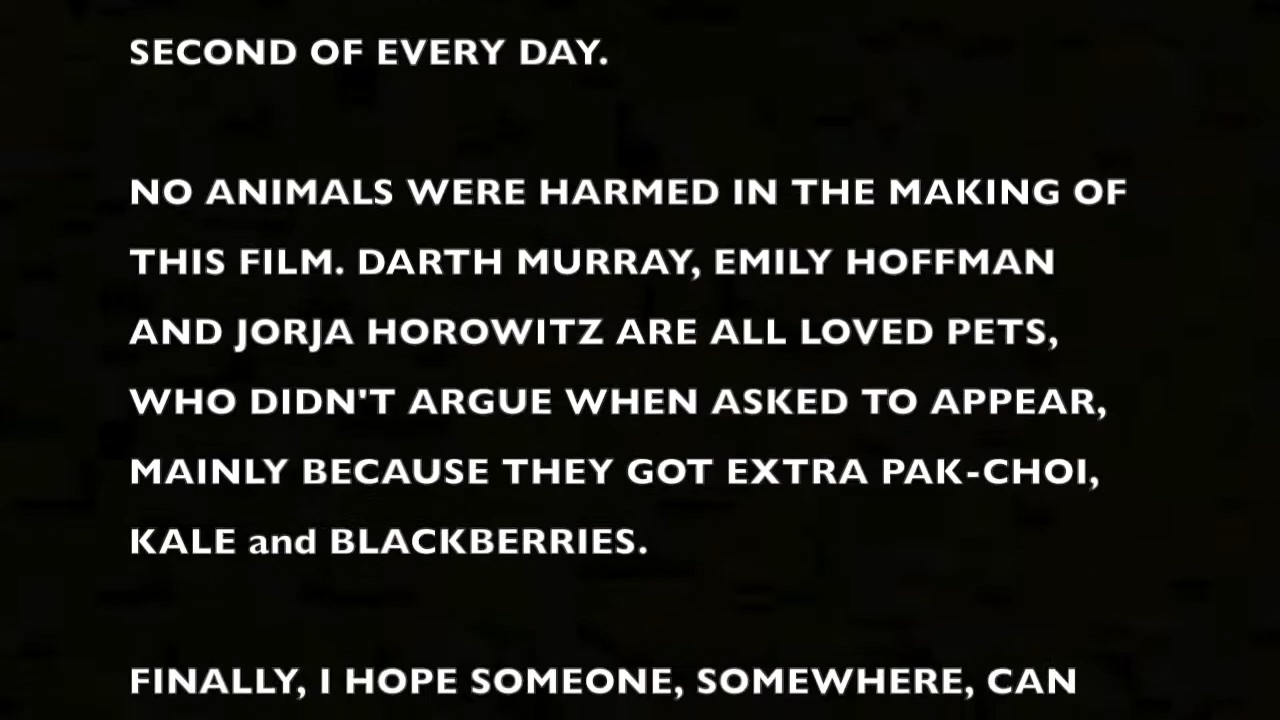 SECOND OF EVERY DAY.
NO ANIMALS WERE HARMED IN THE MAKING OF
THIS FILM. DARTH MURRAY, EMILY HOFFMAN
AND JORJA HOROWITZ ARE ALL LOVED PETS,
WHO DIDN'T ARGUE WHEN ASKED TO APPEAR,
MAINLY BECAUSE THEY GOT EXTRA PAK-CHOI,
KALE and BLACKBERRIES.
FINALLY, I HOPE SOMEONE, SOMEWHERE, CAN